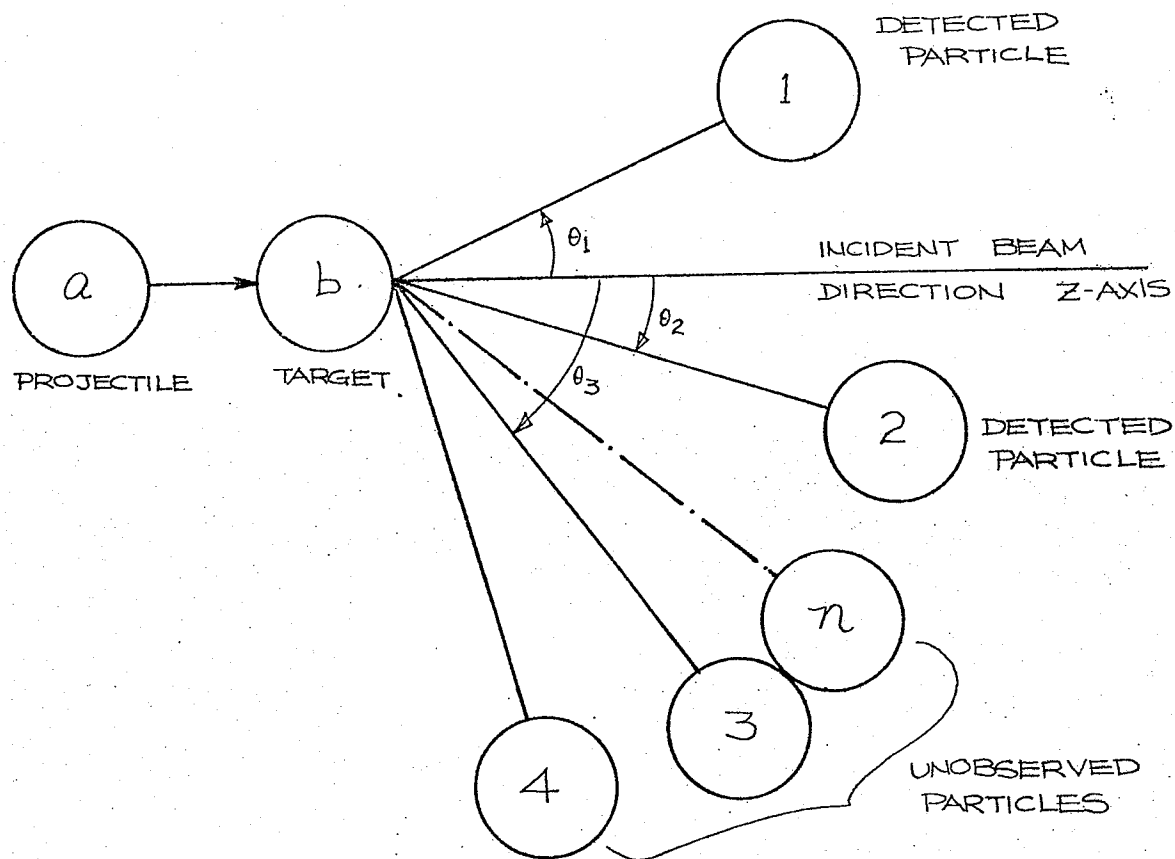 DETECTED
PARTICLE
1
θ1
a
b
INCIDENT BEAM
DIRECTION Z-AXIS
PROJECTILE
TARGET
θ2
θ3
2
DETECTED
PARTICLE
n
3
4
UNOBSERVED
PARTICLES